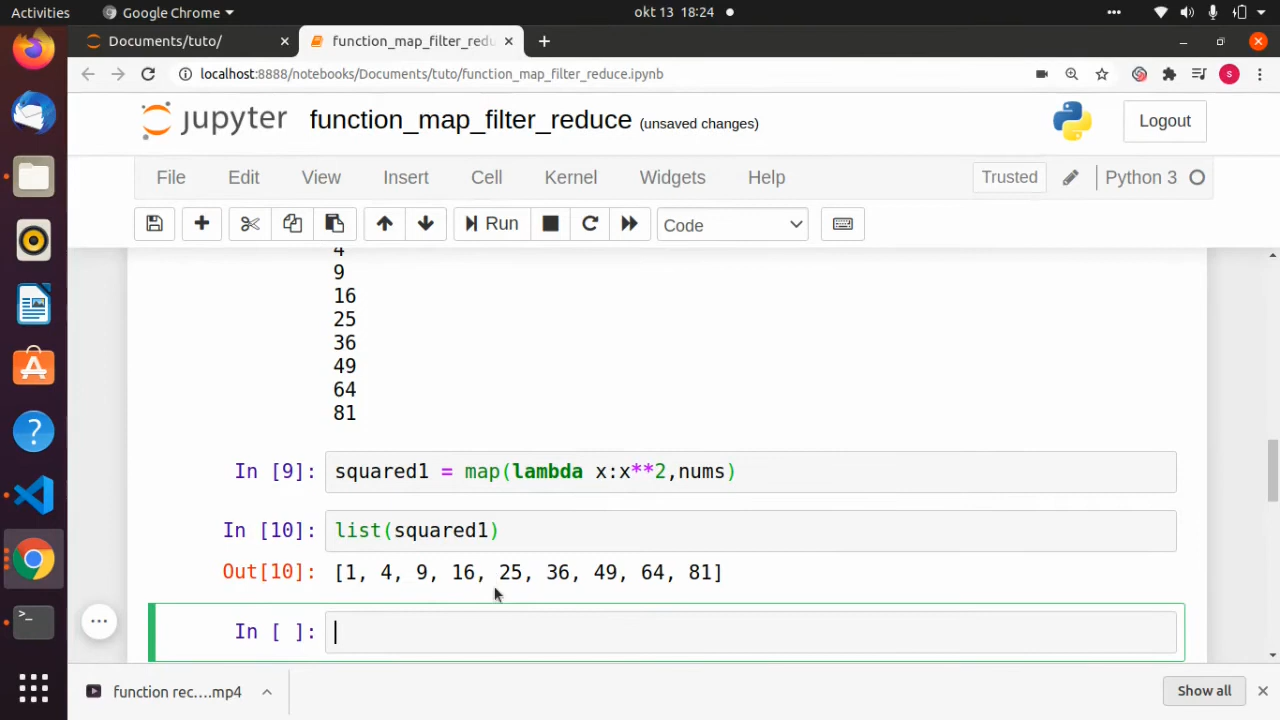 Activities Google Chrome okt 13 18:24
Documents/tuto/ function_map_filter_redu
localhost:8888/notebooks/Documents/tuto/function_map_filter_reduce.ipynb s
jupyter function_map_filter_reduce (unsaved changes) Logout
File Edit View Insert Cell Kernel Widgets Help Trusted Python 3
Run Code
4
9
16
25
36
49
64
81
In [9]: squared1 = map(lambda x:x**2,nums)
In [10]: list(squared1)
Out[10]: [1, 4, 9, 16, 25, 36, 49, 64, 81]
In [ ]:
function rec....mp4 Show all